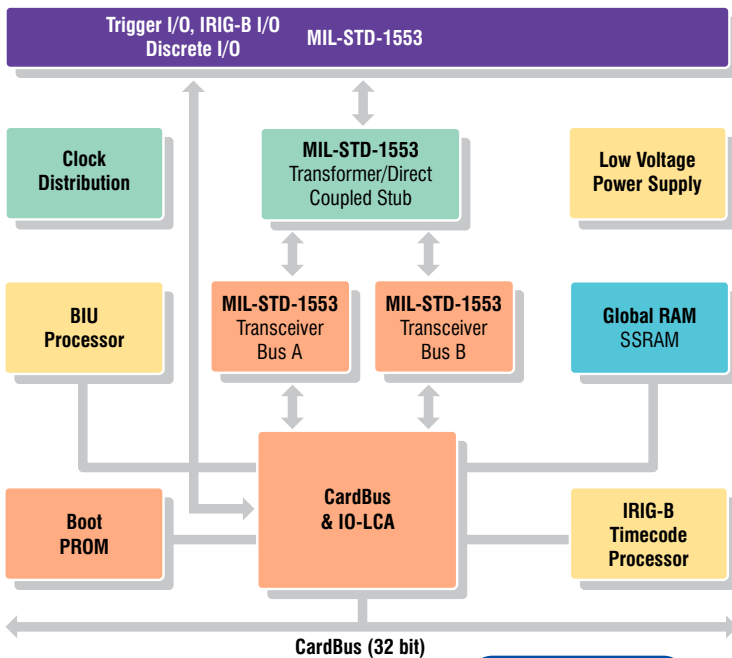 Trigger I/O, IRIG-B I/O
Discrete I/O
MIL-STD-1553
Clock
Distribution
MIL-STD-1553
Transformer/Direct
Coupled Stub
Low Voltage
Power Supply
BIU
Processor
MIL-STD-1553
Transceiver
Bus A
MIL-STD-1553
Transceiver
Bus B
Global RAM
SSRAM
Boot
PROM
CardBus
& IO-LCA
IRIG-B
Timecode
Processor
CardBus (32 bit)